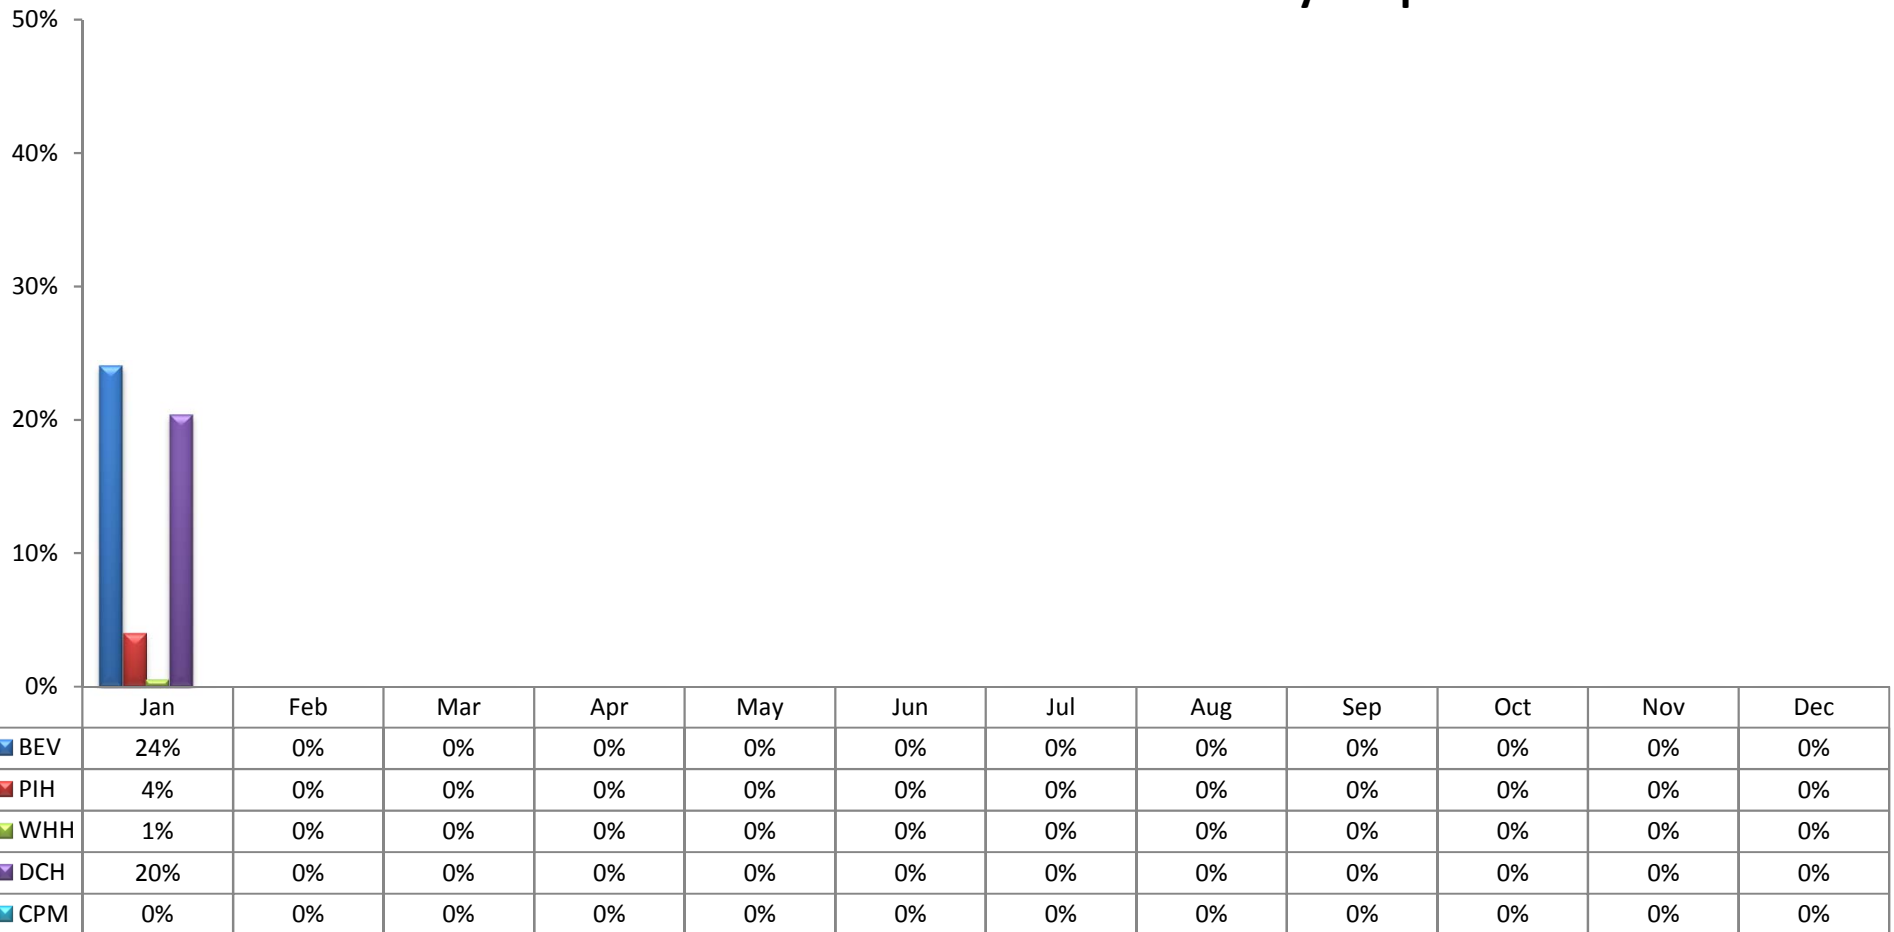 50%
40%
30%
20%
10%
0%
Jan Feb Mar Apr May Jun Jul Aug Sep Oct Nov Dec
BEV 24% 0% 0% 0% 0% 0% 0% 0% 0% 0% 0% 0%
PIH 4% 0% 0% 0% 0% 0% 0% 0% 0% 0% 0% 0%
WHH 1% 0% 0% 0% 0% 0% 0% 0% 0% 0% 0% 0%
DCH 20% 0% 0% 0% 0% 0% 0% 0% 0% 0% 0% 0%
CPM 0% 0% 0% 0% 0% 0% 0% 0% 0% 0% 0% 0%